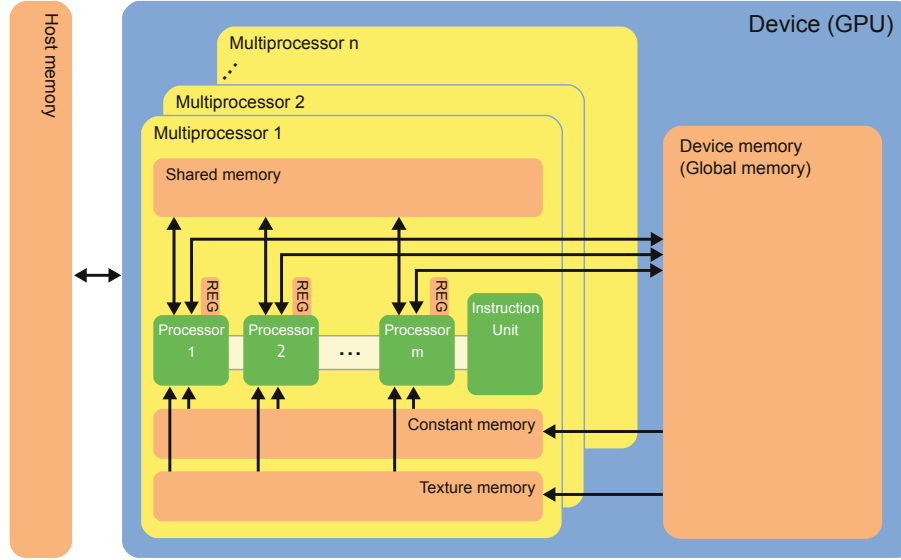 Host memory
Device (GPU)
Multiprocessor n
Multiprocessor 2
Multiprocessor 1
Shared memory
Device memory
(Global memory)
REG
REG
REG
Processor
1
Processor
2
...
Processor
m
Instruction
Unit
Constant memory
Texture memory